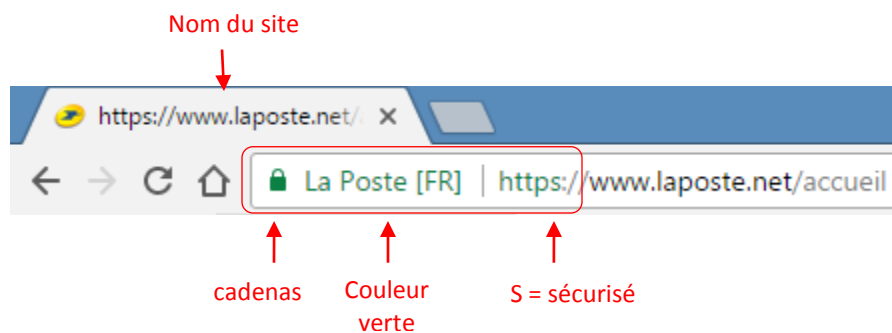 Nom du site
https://www.laposte.net/
La Poste [FR] | https://www.laposte.net/accueil
cadenas
Couleur
verte
S = sécurisé